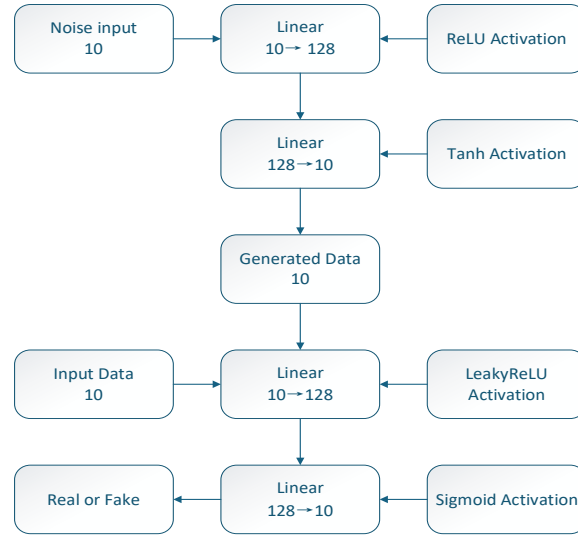 Noise input
10
Linear
10→128
ReLU Activation
Linear
128→10
Tanh Activation
Generated Data
10
Input Data
10
Linear
10→128
LeakyReLU
Activation
Real or Fake
Linear
128→10
Sigmoid Activation